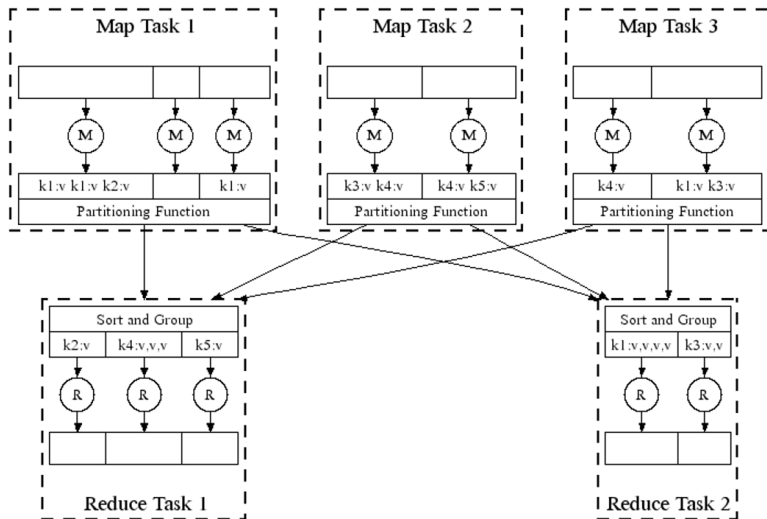 Map Task 1
Map Task 2
Map Task 3
M M M
M M
M M
k1:v k1:v k2:v
k1:v
k3:v k4:v
k4:v k5:v
k4:v
k1:v k3:v
Partitioning Function
Partitioning Function
Partitioning Function
Sort and Group
Sort and Group
k2:v
k4:v,v,v
k5:v
k1:v,v,v,v
k3:v,v
R R R
R R
Reduce Task 1
Reduce Task 2